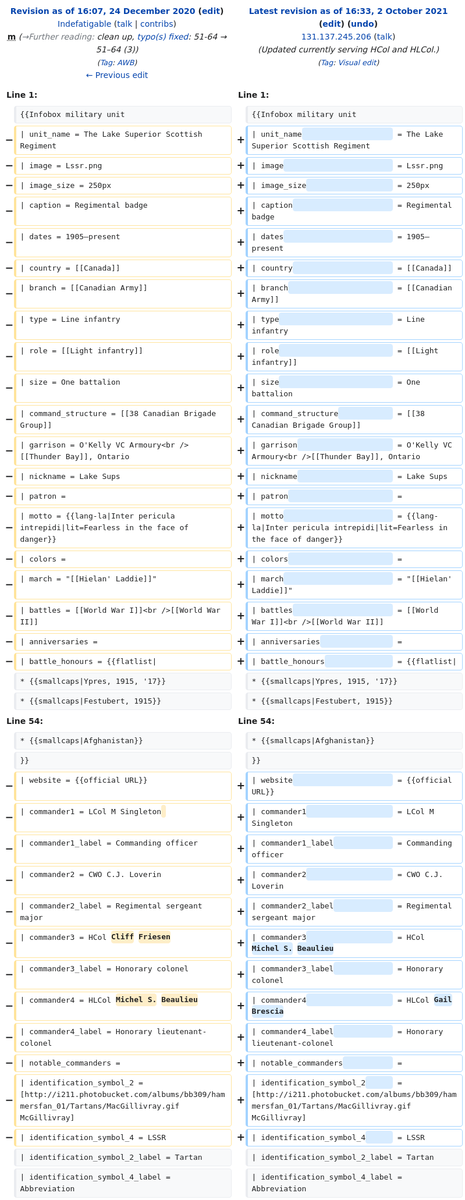 Revision as of 16:07, 24 December 2020 (edit)
Indefatigable (talk | contribs)
m (→Further reading: clean up, typo(s) fixed: 51-64 →
51–64 (3))
(Tag: AWB)
← Previous edit
Latest revision as of 16:33, 2 October 2021
(edit) (undo)
131.137.245.206 (talk)
(Updated currently serving HCol and HLCol.)
(Tag: Visual edit)
Line 1:
Line 1:
{{Infobox military unit
{{Infobox military unit
− | unit_name = The Lake Superior Scottish
Regiment
+ | unit_name = The Lake
Superior Scottish Regiment
− | image = Lssr.png
+ | image = Lssr.png
− | image_size = 250px
+ | image_size = 250px
− | caption = Regimental badge
+ | caption = Regimental
badge
− | dates = 1905–present
+ | dates = 1905–
present
− | country = [[Canada]]
+ | country = [[Canada]]
− | branch = [[Canadian Army]]
+ | branch = [[Canadian
Army]]
− | type = Line infantry
+ | type = Line
infantry
− | role = [[Light infantry]]
+ | role = [[Light
infantry]]
− | size = One battalion
+ | size = One
battalion
− | command_structure = [[38 Canadian Brigade
Group]]
+ | command_structure = [[38
Canadian Brigade Group]]
− | garrison = O'Kelly VC Armoury<br />
[[Thunder Bay]], Ontario
+ | garrison = O'Kelly VC
Armoury<br />[[Thunder Bay]], Ontario
− | nickname = Lake Sups
+ | nickname = Lake Sups
− | patron =
+ | patron =
− | motto = {{lang-la|Inter pericula
intrepidi|lit=Fearless in the face of
danger}}
+ | motto = {{lang-
la|Inter pericula intrepidi|lit=Fearless in
the face of danger}}
− | colors =
+ | colors =
− | march = "[[Hielan' Laddie]]"
+ | march = "[[Hielan'
Laddie]]"
− | battles = [[World War I]]<br />[[World War
II]]
+ | battles = [[World
War I]]<br />[[World War II]]
− | anniversaries =
+ | anniversaries =
− | battle_honours = {{flatlist|
+ | battle_honours = {{flatlist|
* {{smallcaps|Ypres, 1915, '17}}
* {{smallcaps|Ypres, 1915, '17}}
* {{smallcaps|Festubert, 1915}}
* {{smallcaps|Festubert, 1915}}
Line 54:
Line 54:
* {{smallcaps|Afghanistan}}
* {{smallcaps|Afghanistan}}
}}
}}
− | website = {{official URL}}
+ | website = {{official
URL}}
− | commander1 = LCol M Singleton
+ | commander1 = LCol M
Singleton
− | commander1_label = Commanding officer
+ | commander1_label = Commanding
officer
− | commander2 = CWO C.J. Loverin
+ | commander2 = CWO C.J.
Loverin
− | commander2_label = Regimental sergeant
major
+ | commander2_label = Regimental
sergeant major
− | commander3 = HCol Cliff Friesen
+ | commander3 = HCol
Michel S. Beaulieu
− | commander3_label = Honorary colonel
+ | commander3_label = Honorary
colonel
− | commander4 = HLCol Michel S. Beaulieu
+ | commander4 = HLCol Gail
Brescia
− | commander4_label = Honorary lieutenant-
colonel
+ | commander4_label = Honorary
lieutenant-colonel
− | notable_commanders =
+ | notable_commanders =
− | identification_symbol_2 =
[http://i211.photobucket.com/albums/bb309/ham
mersfan_01/Tartans/MacGillivray.gif
McGillivray]
+ | identification_symbol_2 =
[http://i211.photobucket.com/albums/bb309/ha
mmersfan_01/Tartans/MacGillivray.gif
McGillivray]
− | identification_symbol_4 = LSSR
+ | identification_symbol_4 = LSSR
| identification_symbol_2_label = Tartan
| identification_symbol_2_label = Tartan
| identification_symbol_4_label =
Abbreviation
| identification_symbol_4_label =
Abbreviation